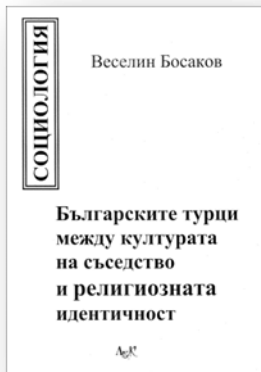 СОЦИОЛОГИЯ
Веселин Босаков
Българските турци
между културата
на съседство
и религиозната
идентичност